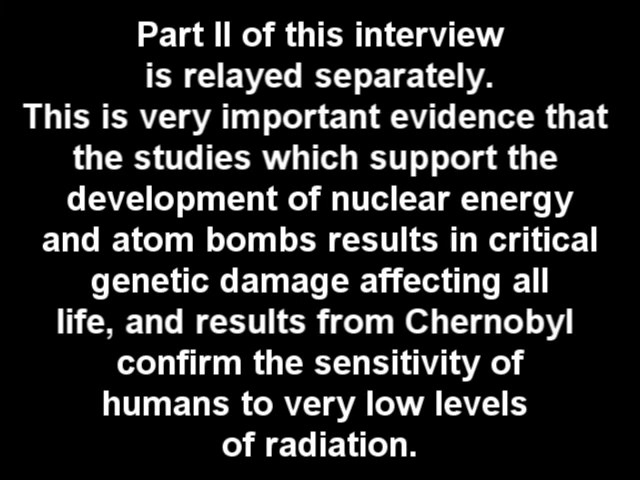 Part II of this interview
is relayed separately.
This is very important evidence that
the studies which support the
development of nuclear energy
and atom bombs results in critical
genetic damage affecting all
life, and results from Chernobyl
confirm the sensitivity of
humans to very low levels
of radiation.